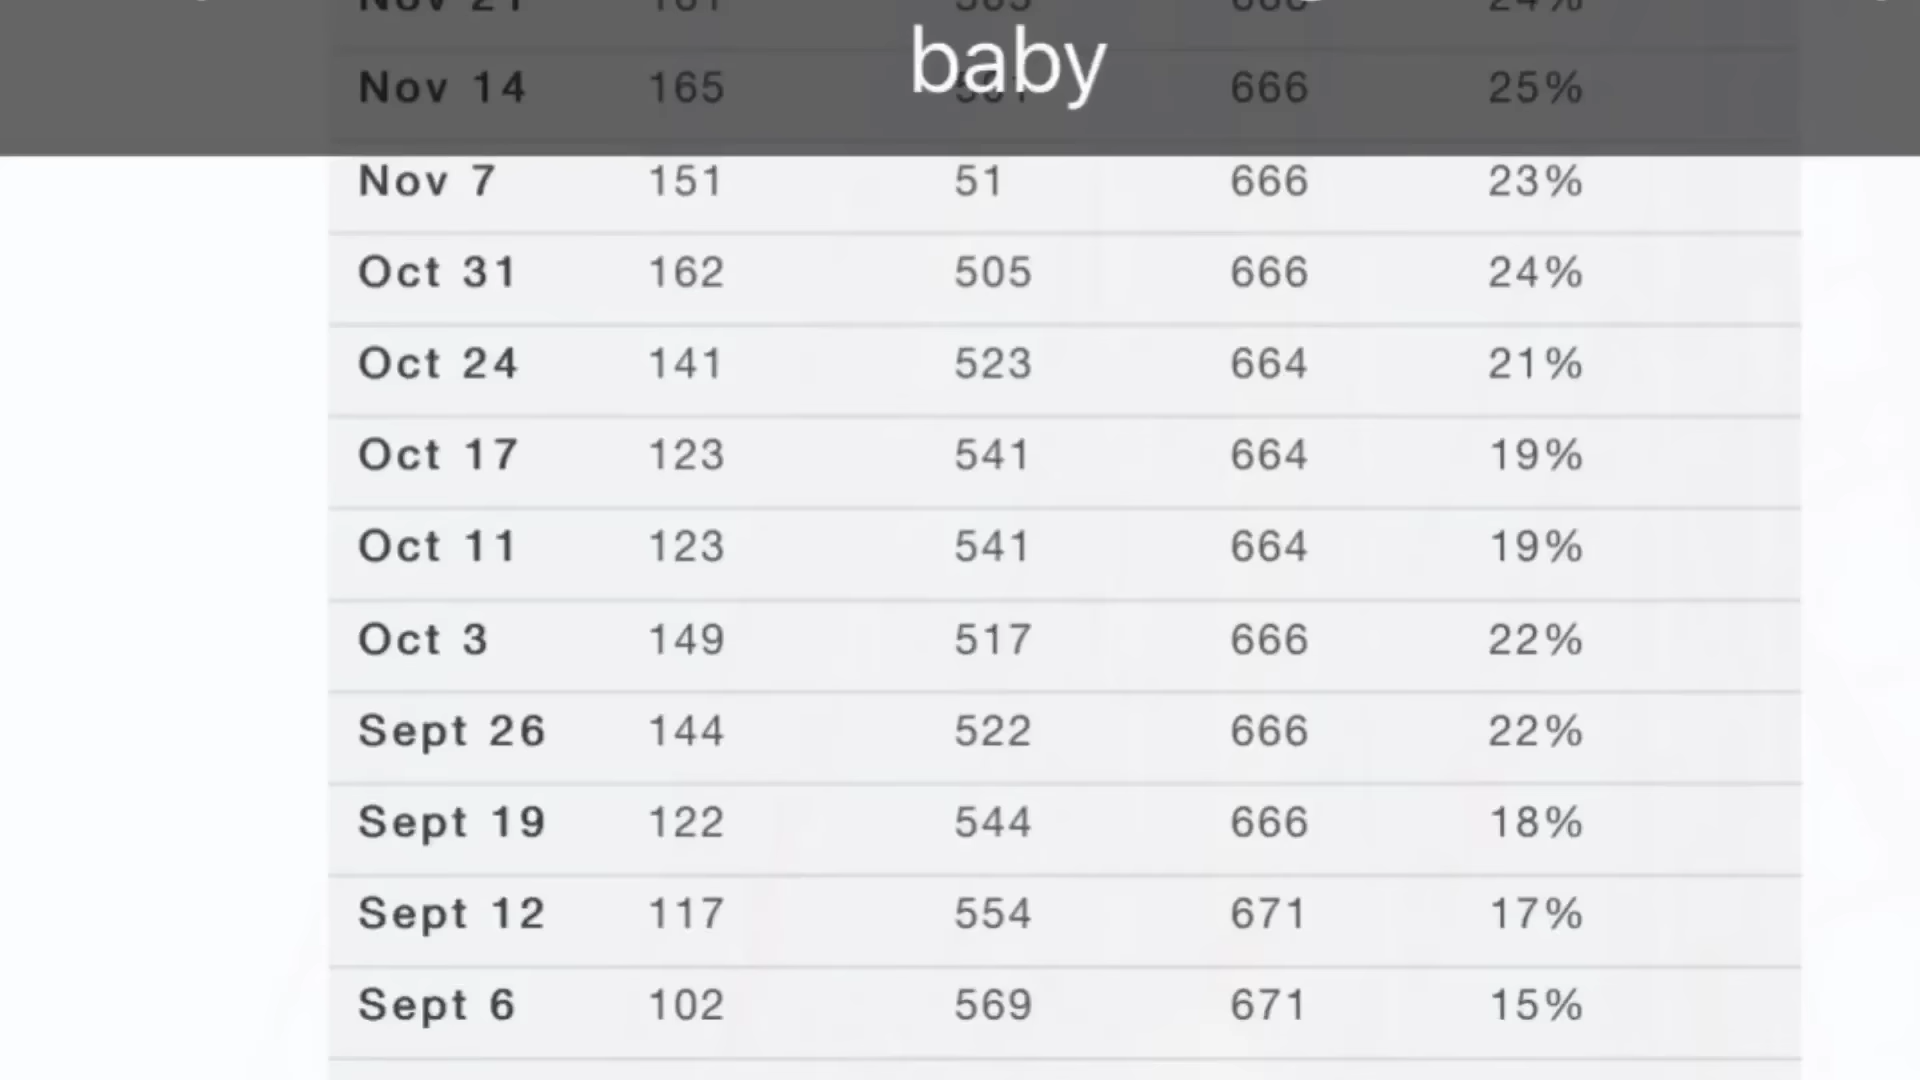 baby
Nov 14 165 666 25%
Nov 7 151 51 666 23%
Oct 31 162 505 666 24%
Oct 24 141 523 664 21%
Oct 17 123 541 664 19%
Oct 11 123 541 664 19%
Oct 3 149 517 666 22%
Sept 26 144 522 666 22%
Sept 19 122 544 666 18%
Sept 12 117 554 671 17%
Sept 6 102 569 671 15%